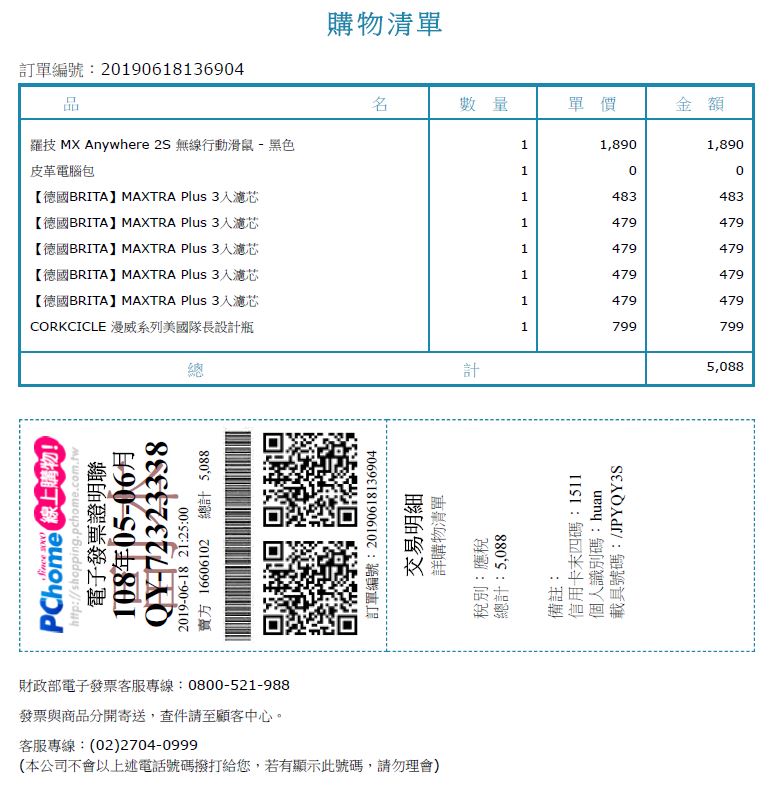 購物清單
訂單編號：20190618136904
品 名 數 量 單 價 金 額
羅技 MX Anywhere 2S 無線行動滑鼠 - 黑色 1 1,890 1,890
皮革電腦包 1 0 0
【德國BRITA】MAXTRA Plus 3入濾芯 1 483 483
【德國BRITA】MAXTRA Plus 3入濾芯 1 479 479
【德國BRITA】MAXTRA Plus 3入濾芯 1 479 479
【德國BRITA】MAXTRA Plus 3入濾芯 1 479 479
【德國BRITA】MAXTRA Plus 3入濾芯 1 479 479
CORKCICLE 漫威系列美國隊長設計瓶 1 799 799
總 計 5,088
PChome 線上購物!
Since 2000
http://shopping.pchome.com.tw
電子發票證明聯
108年05-06月
QY-72323338
2019-06-18 21:25:00
賣方 16606102 總計 5,088
訂單編號：20190618136904
交易明細
詳購物清單
稅別：應稅
總計：5,088
備註：
信用卡末四碼：1511
個人識別碼：huan
載具號碼：/JPYQY3S
財政部電子發票客服專線：0800-521-988
發票與商品分開寄送，查件請至顧客中心。
客服專線：(02)2704-0999
(本公司不會以上述電話號碼撥打給您，若有顯示此號碼，請勿理會)